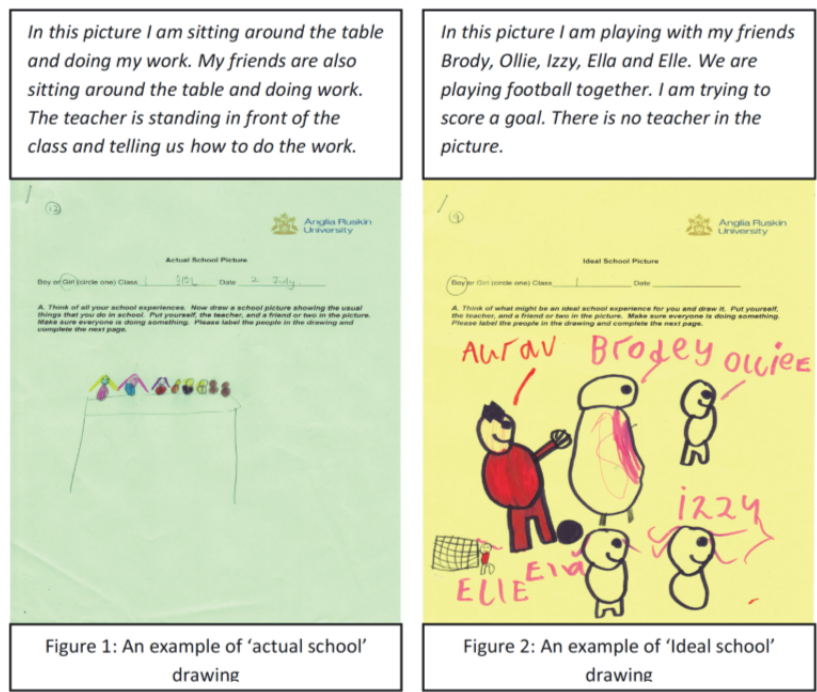 In this picture I am sitting around the table
and doing my work. My friends are also
sitting around the table and doing work.
The teacher is standing in front of the
class and telling us how to do the work.
12
Anglia Ruskin
University
Actual School Picture
Boy or Girl (circle one) Class 1 Date 2 July
A. Think of all your school experiences. Now draw a school picture showing the usual
things that you do in school. Put yourself, the teacher, and a friend or two in the picture.
Make sure everyone is doing something. Please label the people in the drawing and
complete the next page.
Figure 1: An example of ‘actual school’
drawing
In this picture I am playing with my friends
Brody, Ollie, Izzy, Ella and Elle. We are
playing football together. I am trying to
score a goal. There is no teacher in the
picture.
9
Anglia Ruskin
University
Ideal School Picture
Boy or Girl (circle one) Class 1 Date
A. Think of what might be an ideal school experience for you and draw it. Put yourself,
the teacher, and a friend or two in the picture. Make sure everyone is doing something.
Please label the people in the drawing and complete the next page.
AUrav Brodey Olliee
izzy
EllE Ella
Figure 2: An example of ‘Ideal school’
drawing